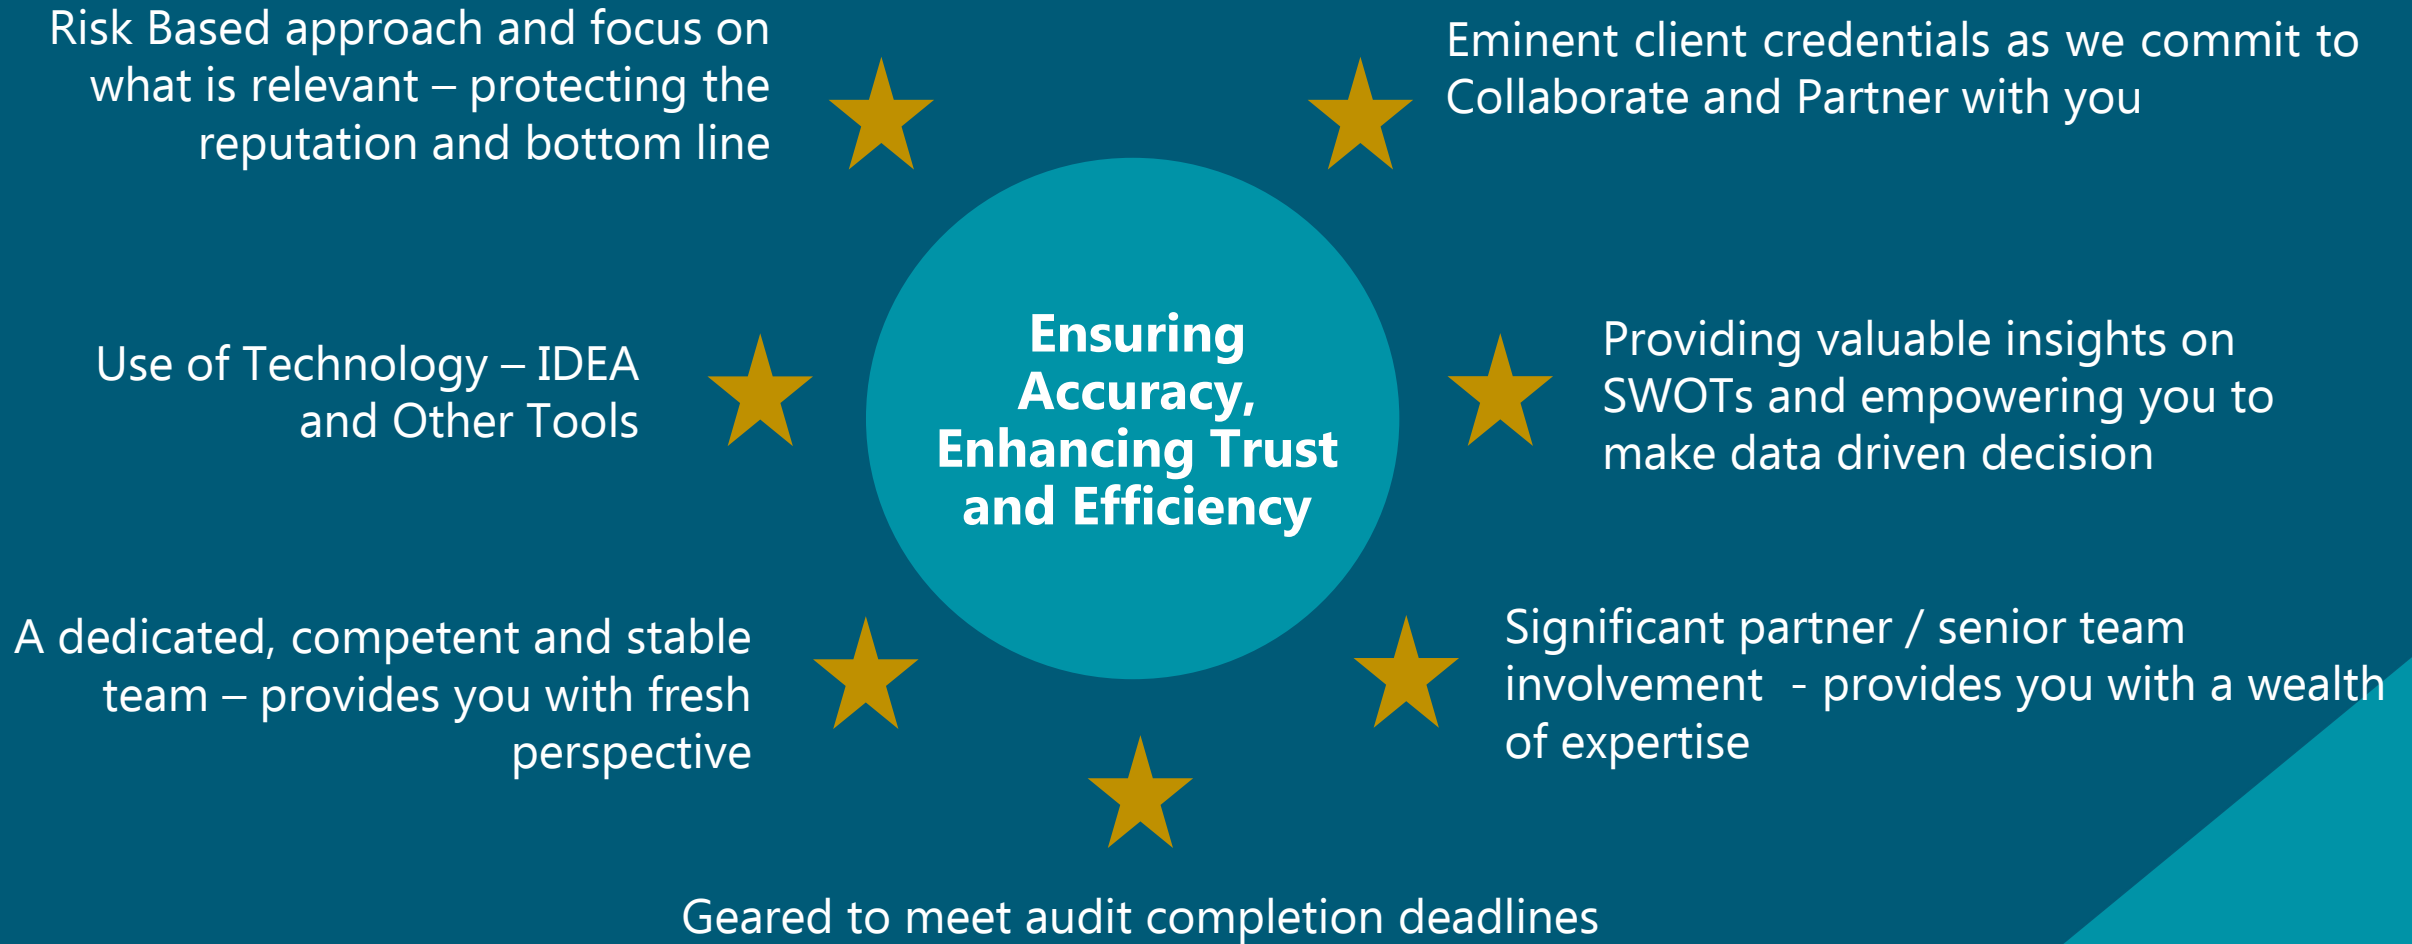 Risk Based approach and focus on
what is relevant – protecting the
reputation and bottom line
Eminent client credentials as we commit to
Collaborate and Partner with you
Use of Technology – IDEA
and Other Tools
Ensuring
Accuracy,
Enhancing Trust
and Efficiency
Providing valuable insights on
SWOTs and empowering you to
make data driven decision
A dedicated, competent and stable
team – provides you with fresh
perspective
Significant partner / senior team
involvement  - provides you with a wealth
of expertise
Geared to meet audit completion deadlines